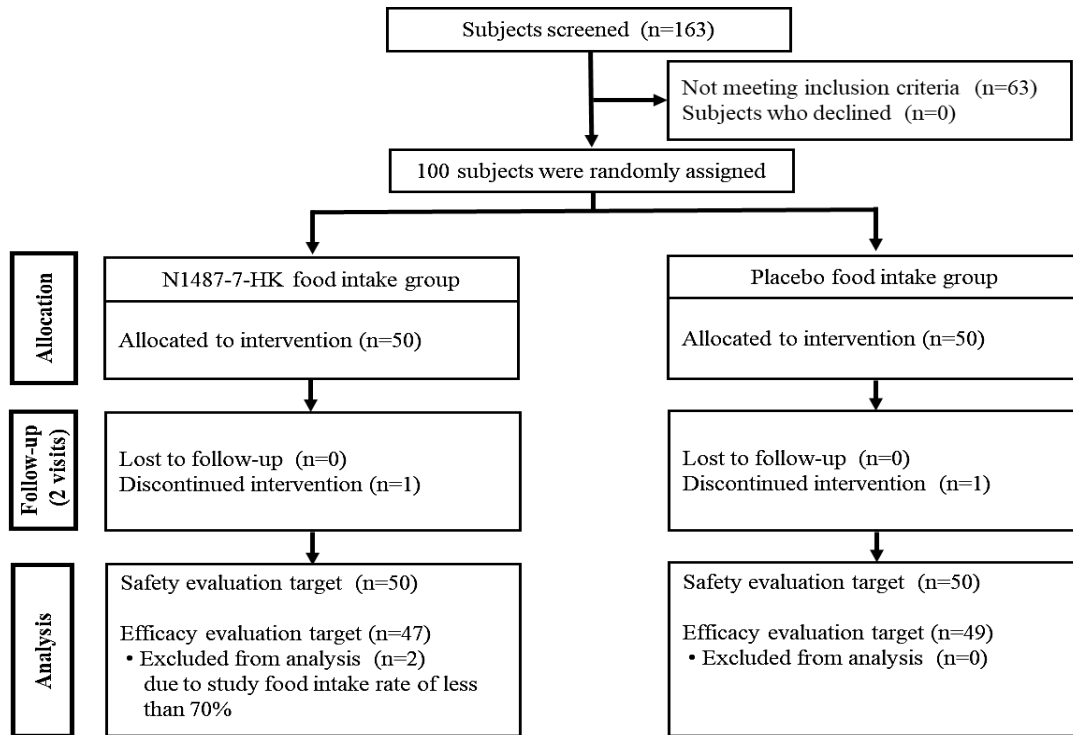 Subjects screened (n=163)
Not meeting inclusion criteria (n=63)
Subjects who declined (n=0)
100 subjects were randomly assigned
Allocation
N1487-7-HK food intake group
Allocated to intervention (n=50)
Placebo food intake group
Allocated to intervention (n=50)
Follow-up
(2 visits)
Lost to follow-up (n=0)
Discontinued intervention (n=1)
Lost to follow-up (n=0)
Discontinued intervention (n=1)
Analysis
Safety evaluation target (n=50)
Efficacy evaluation target (n=47)
• Excluded from analysis (n=2)
due to study food intake rate of less
than 70%
Safety evaluation target (n=50)
Efficacy evaluation target (n=49)
• Excluded from analysis (n=0)